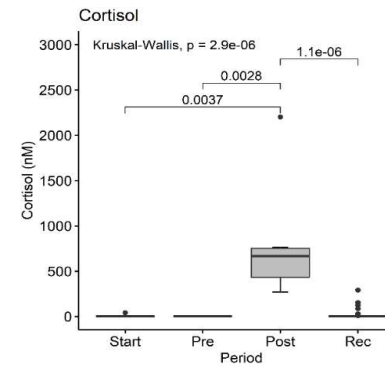 Cortisol
Kruskal-Wallis, p = 2.9e-06
1.1e-06
0.0028
0.0037
Cortisol (nM)
3000
2500
2000
1500
1000
500
0
Start Pre Post Rec
Period